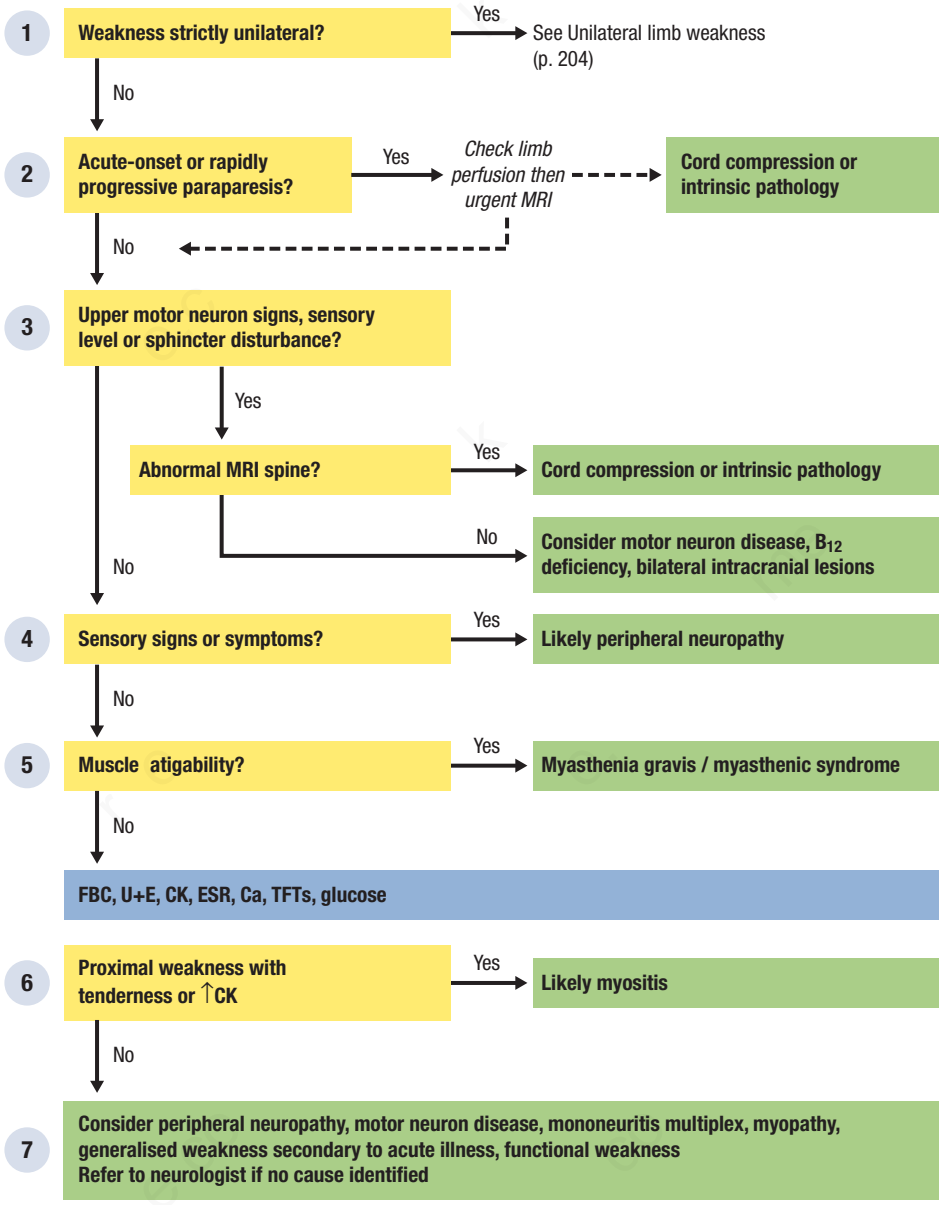 1
Weakness strictly unilateral?
Yes
See Unilateral limb weakness
(p. 204)
No
2
Acute-onset or rapidly
progressive paraparesis?
Yes
Check limb
perfusion then
urgent MRI
Cord compression or
intrinsic pathology
No
3
Upper motor neuron signs, sensory
level or sphincter disturbance?
Yes
Abnormal MRI spine?
Yes
Cord compression or intrinsic pathology
No
Consider motor neuron disease, B₁₂
deficiency, bilateral intracranial lesions
No
4
Sensory signs or symptoms?
Yes
Likely peripheral neuropathy
No
5
Muscle atigability?
Yes
Myasthenia gravis / myasthenic syndrome
No
FBC, U+E, CK, ESR, Ca, TFTs, glucose
6
Proximal weakness with
tenderness or ↑CK
Yes
Likely myositis
No
7
Consider peripheral neuropathy, motor neuron disease, mononeuritis multiplex, myopathy,
generalised weakness secondary to acute illness, functional weakness
Refer to neurologist if no cause identified